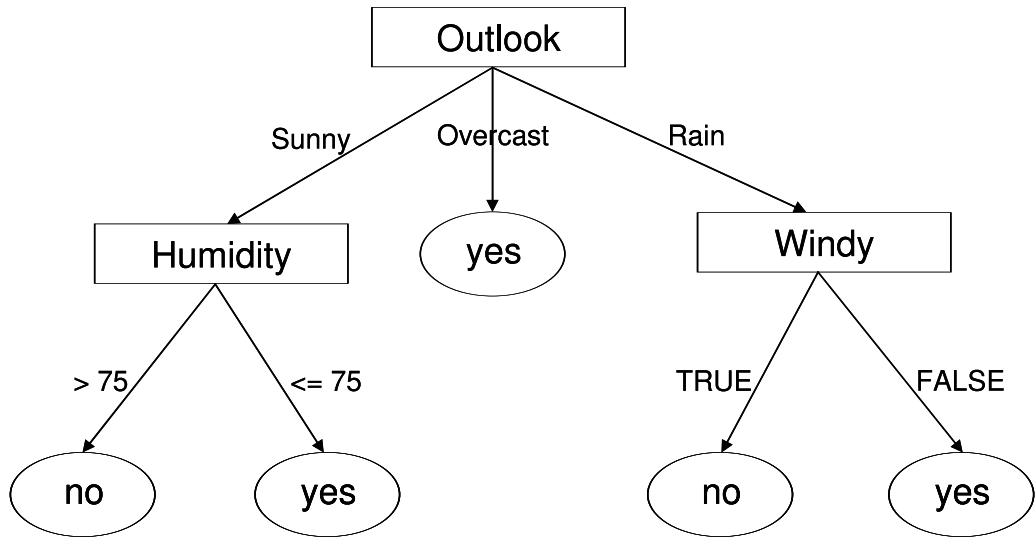 Outlook
Sunny
Overcast
Rain
Humidity
yes
Windy
> 75
<= 75
TRUE
FALSE
no
yes
no
yes